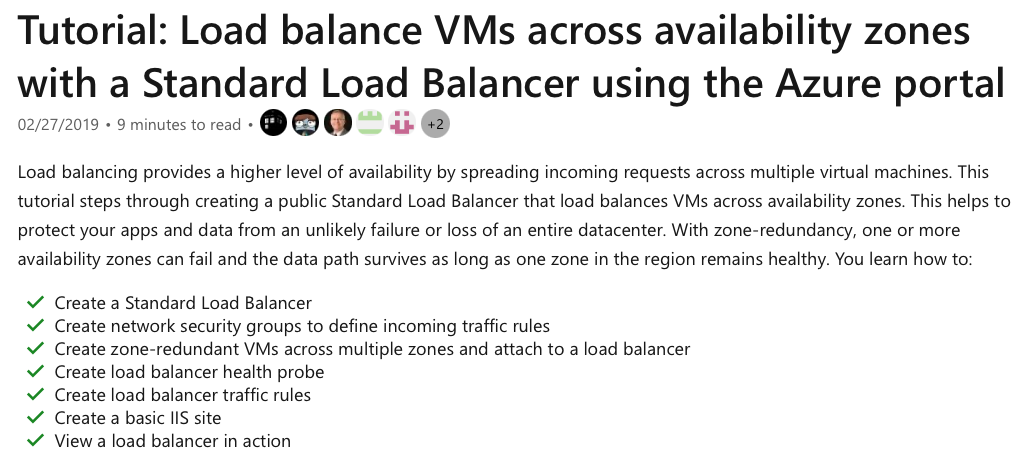 Tutorial: Load balance VMs across availability zones
with a Standard Load Balancer using the Azure portal
02/27/2019 • 9 minutes to read • +2
Load balancing provides a higher level of availability by spreading incoming requests across multiple virtual machines. This
tutorial steps through creating a public Standard Load Balancer that load balances VMs across availability zones. This helps to
protect your apps and data from an unlikely failure or loss of an entire datacenter. With zone-redundancy, one or more
availability zones can fail and the data path survives as long as one zone in the region remains healthy. You learn how to:
Create a Standard Load Balancer
Create network security groups to define incoming traffic rules
Create zone-redundant VMs across multiple zones and attach to a load balancer
Create load balancer health probe
Create load balancer traffic rules
Create a basic IIS site
View a load balancer in action